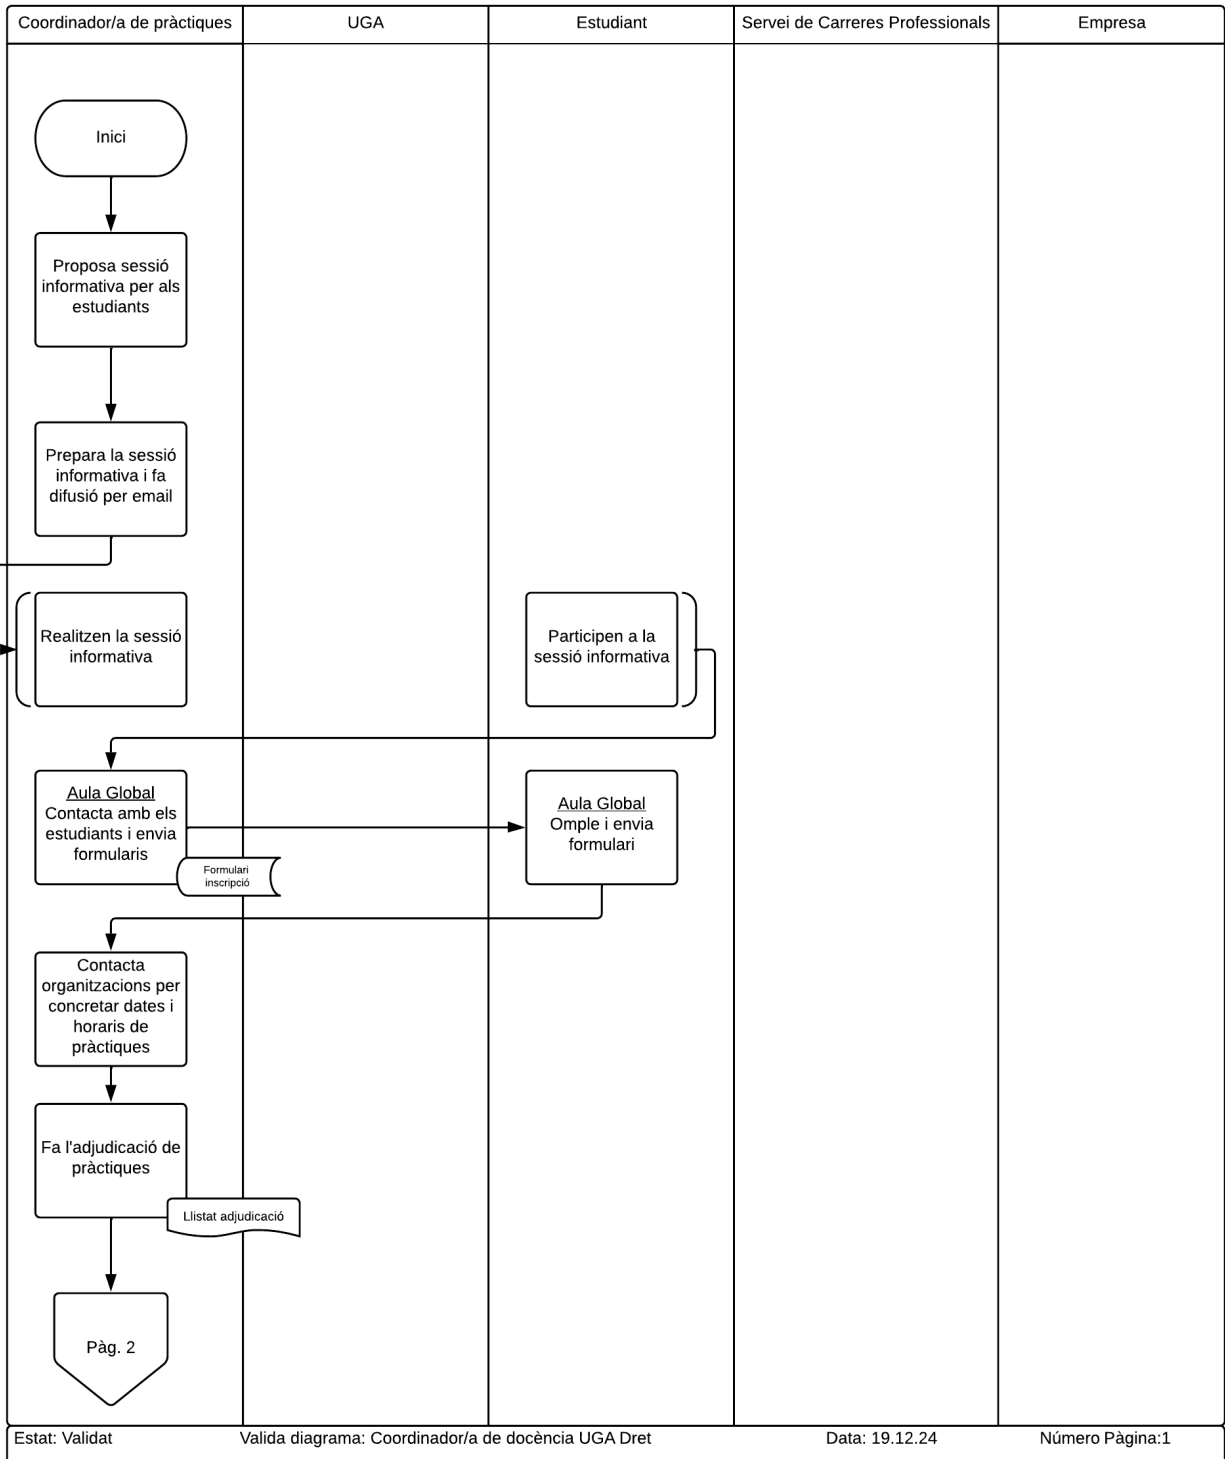 Coordinador/a de pràctiques
UGA
Estudiant
Servei de Carreres Professionals
Empresa
Inici
Proposa sessió
informativa per als
estudiants
Prepara la sessió
informativa i fa
difusió per email
Realitzen la sessió
informativa
Participen a la
sessió informativa
Aula Global
Contacta amb els
estudiants i envia
formularis
Formulari
inscripció
Aula Global
Omple i envia
formulari
Contacta
organitzacions per
concretar dates i
horaris de
pràctiques
Fa l'adjudicació de
pràctiques
Llistat adjudicació
Pàg. 2
Estat: Validat
Valida diagrama: Coordinador/a de docència UGA Dret
Data: 19.12.24
Número Pàgina:1